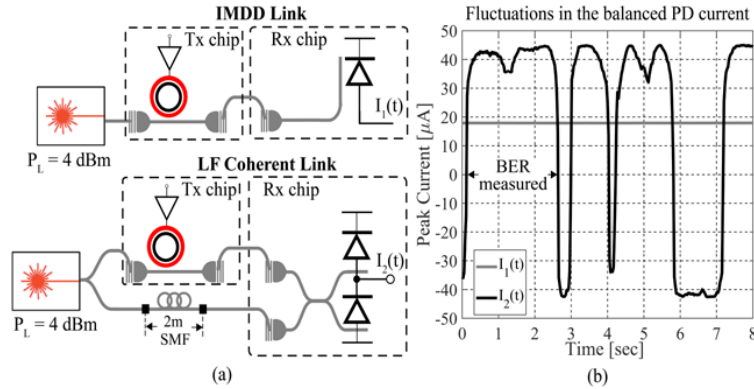 IMDD Link
Tx chip
Rx chip
I₁(t)
P_L = 4 dBm
LF Coherent Link
Tx chip
Rx chip
I₂(t)
P_L = 4 dBm
2m
SMF
(a)
Fluctuations in the balanced PD current
Peak Current [μA]
50
40
30
20
10
0
-10
-20
-30
-40
-50
BER
measured
I₁(t)
I₂(t)
0 1 2 3 4 5 6 7 8
Time [sec]
(b)